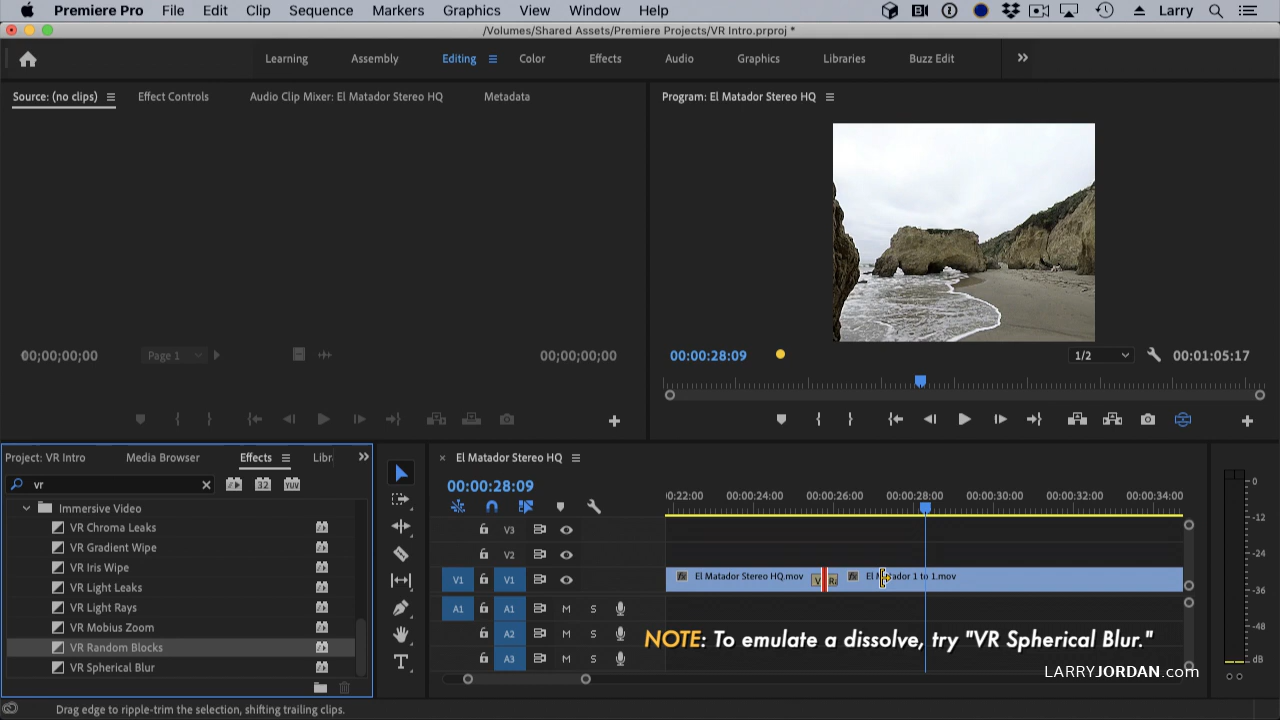 Premiere Pro File Edit Clip Sequence Markers Graphics View Window Help Larry
/Volumes/Shared Assets/Premiere Projects/VR Intro.prproj *
Learning Assembly Editing Color Effects Audio Graphics Libraries Buzz Edit
Source: (no clips) Effect Controls Audio Clip Mixer: El Matador Stereo HQ Metadata
Program: El Matador Stereo HQ
00;00;00;00 Page 1 00;00;00;00
00:00:28:09 1/2 00:01:05:17
Project: VR Intro Media Browser Effects
vr
Immersive Video
VR Chroma Leaks
VR Gradient Wipe
VR Iris Wipe
VR Light Leaks
VR Light Rays
VR Mobius Zoom
VR Random Blocks
VR Spherical Blur
El Matador Stereo HQ
00:00:28:09
:00:22:00 00:00:24:00 00:00:26:00 00:00:28:00 00:00:30:00 00:00:32:00 00:00:34:00
V3
V2
V1 V1 fx El Matador Stereo HQ.mov fx El Matador 1 to 1.mov
A1 A1 M S
A2 M S
A3 M S
NOTE: To emulate a dissolve, try "VR Spherical Blur."
LARRYJORDAN.com
0
-12
-24
-36
-48
dB
Drag edge to ripple-trim the selection, shifting trailing clips.